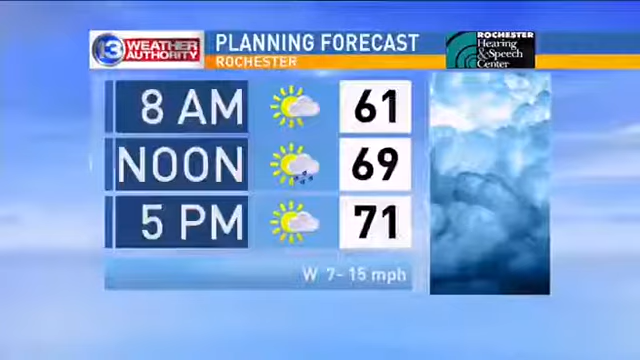 13 WEATHER AUTHORITY
PLANNING FORECAST
ROCHESTER
ROCHESTER
Hearing
& Speech
Center
8 AM 61
NOON 69
5 PM 71
W 7-15 mph